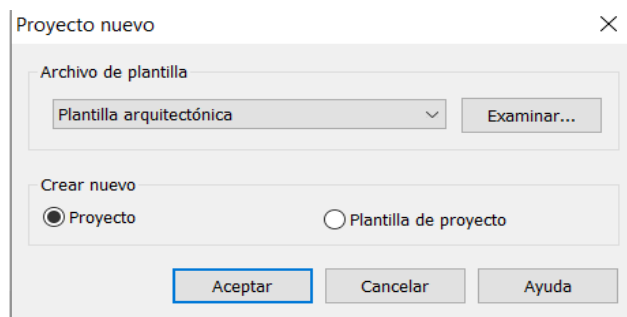 Proyecto nuevo
Archivo de plantilla
Plantilla arquitectónica
Examinar...
Crear nuevo
Proyecto
Plantilla de proyecto
Aceptar
Cancelar
Ayuda